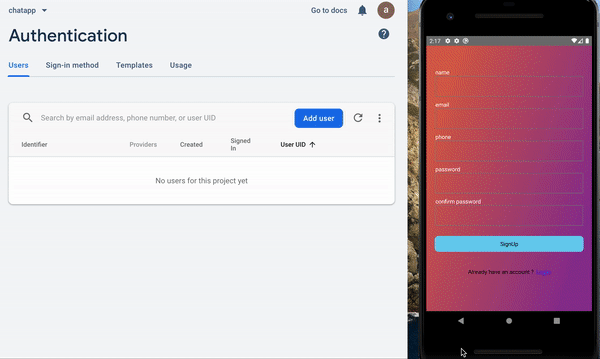 chatapp
Go to docs
a
Authentication
?
Users Sign-in method Templates Usage
Search by email address, phone number, or user UID
Add user
Identifier Providers Created Signed In User UID
No users for this project yet
2:17
name
email
phone
password
confirm password
SignUp
Already have an account ?